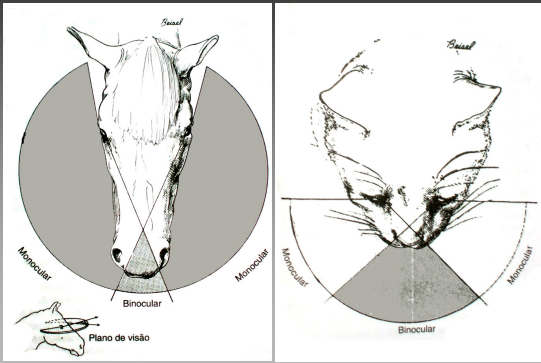 Beisel
Monocular
Monocular
Binocular
Plano de visão
Beisel
Monocular
Monocular
Binocular